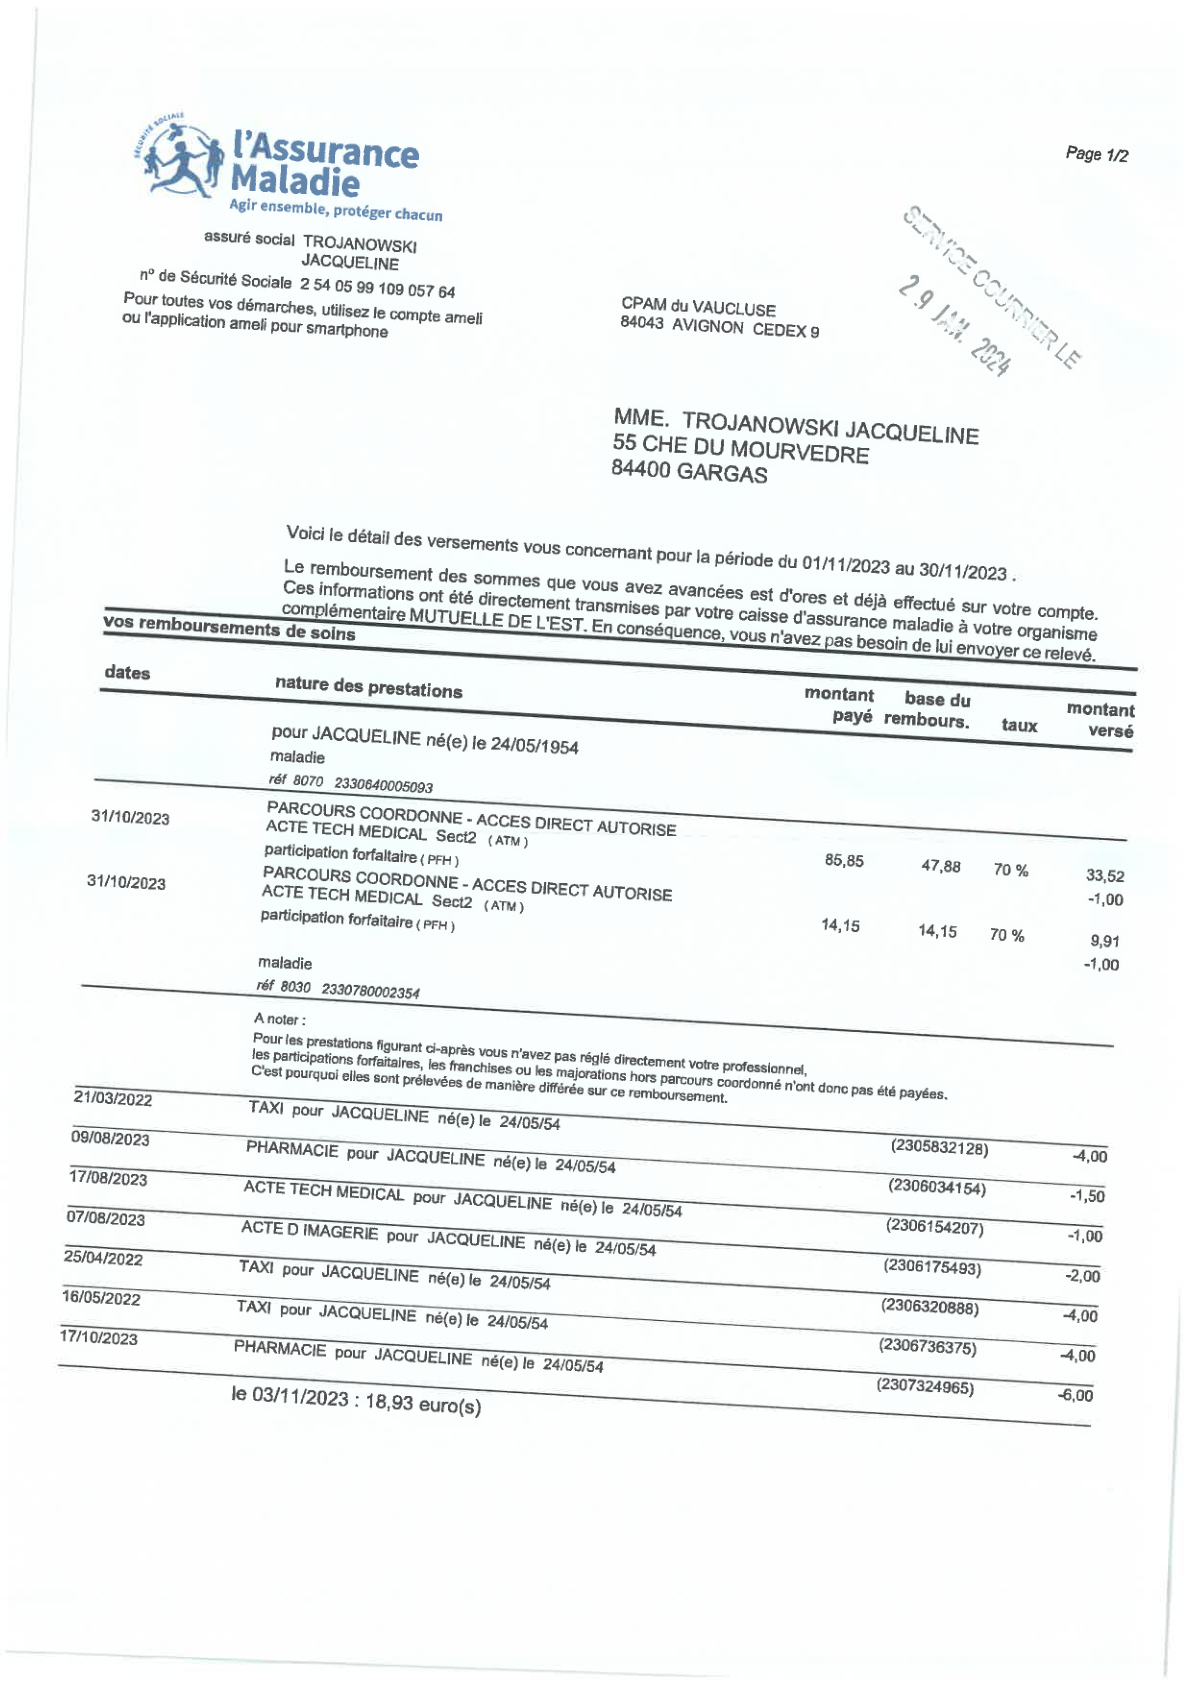 SÉCURITÉ SOCIALE
l'Assurance
Maladie
Agir ensemble, protéger chacun
Page 1/2
SERVICE COURRIER LE
29 JAN. 2024
assuré social TROJANOWSKI
JACQUELINE
n° de Sécurité Sociale 2 54 05 99 109 057 64
Pour toutes vos démarches, utilisez le compte ameli
ou l'application ameli pour smartphone
CPAM du VAUCLUSE
84043 AVIGNON CEDEX 9
MME. TROJANOWSKI JACQUELINE
55 CHE DU MOURVEDRE
84400 GARGAS
Voici le détail des versements vous concernant pour la période du 01/11/2023 au 30/11/2023 .
Le remboursement des sommes que vous avez avancées est d'ores et déjà effectué sur votre compte.
Ces informations ont été directement transmises par votre caisse d'assurance maladie à votre organisme
complémentaire MUTUELLE DE L'EST. En conséquence, vous n'avez pas besoin de lui envoyer ce relevé.
vos remboursements de soins
dates nature des prestations montant payé base du rembours. taux montant versé
pour JACQUELINE né(e) le 24/05/1954
maladie
réf 8070 2330640005093
31/10/2023 PARCOURS COORDONNE - ACCES DIRECT AUTORISE
ACTE TECH MEDICAL Sect2 ( ATM ) 85,85 47,88 70 % 33,52
participation forfaitaire ( PFH ) -1,00
31/10/2023 PARCOURS COORDONNE - ACCES DIRECT AUTORISE
ACTE TECH MEDICAL Sect2 ( ATM ) 14,15 14,15 70 % 9,91
participation forfaitaire ( PFH ) -1,00
maladie
réf 8030 2330780002354
A noter :
Pour les prestations figurant ci-après vous n'avez pas réglé directement votre professionnel,
les participations forfaitaires, les franchises ou les majorations hors parcours coordonné n'ont donc pas été payées.
C'est pourquoi elles sont prélevées de manière différée sur ce remboursement.
21/03/2022 TAXI pour JACQUELINE né(e) le 24/05/54 (2305832128) -4,00
09/08/2023 PHARMACIE pour JACQUELINE né(e) le 24/05/54 (2306034154) -1,50
17/08/2023 ACTE TECH MEDICAL pour JACQUELINE né(e) le 24/05/54 (2306154207) -1,00
07/08/2023 ACTE D IMAGERIE pour JACQUELINE né(e) le 24/05/54 (2306175493) -2,00
25/04/2022 TAXI pour JACQUELINE né(e) le 24/05/54 (2306320888) -4,00
16/05/2022 TAXI pour JACQUELINE né(e) le 24/05/54 (2306736375) -4,00
17/10/2023 PHARMACIE pour JACQUELINE né(e) le 24/05/54 (2307324965) -6,00
le 03/11/2023 : 18,93 euro(s)